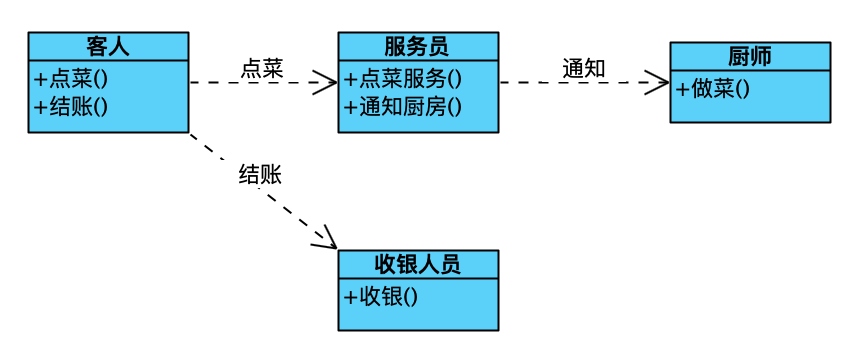 客人
+点菜()
+结账()
点菜
服务员
+点菜服务()
+通知厨房()
通知
厨师
+做菜()
结账
收银人员
+收银()